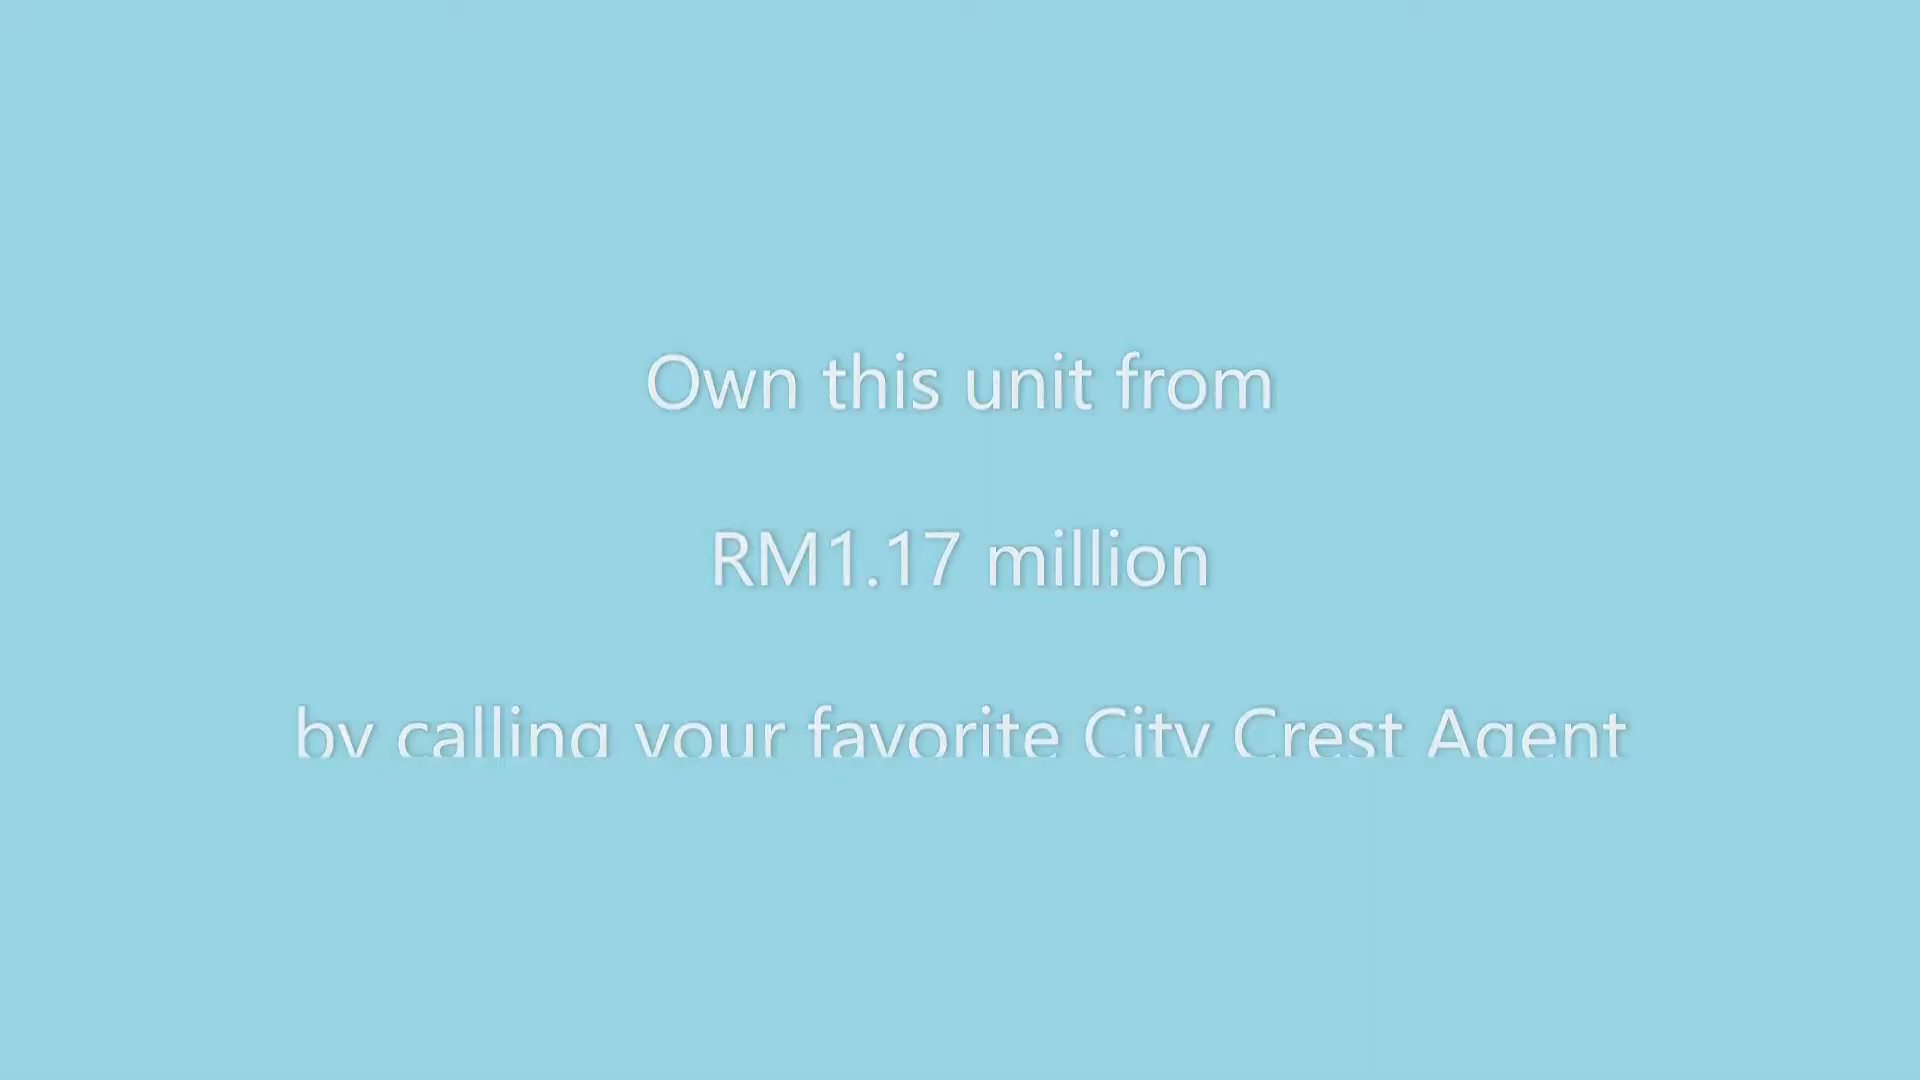 Own this unit from
RM1.17 million
by calling your favorite City Crest Agent